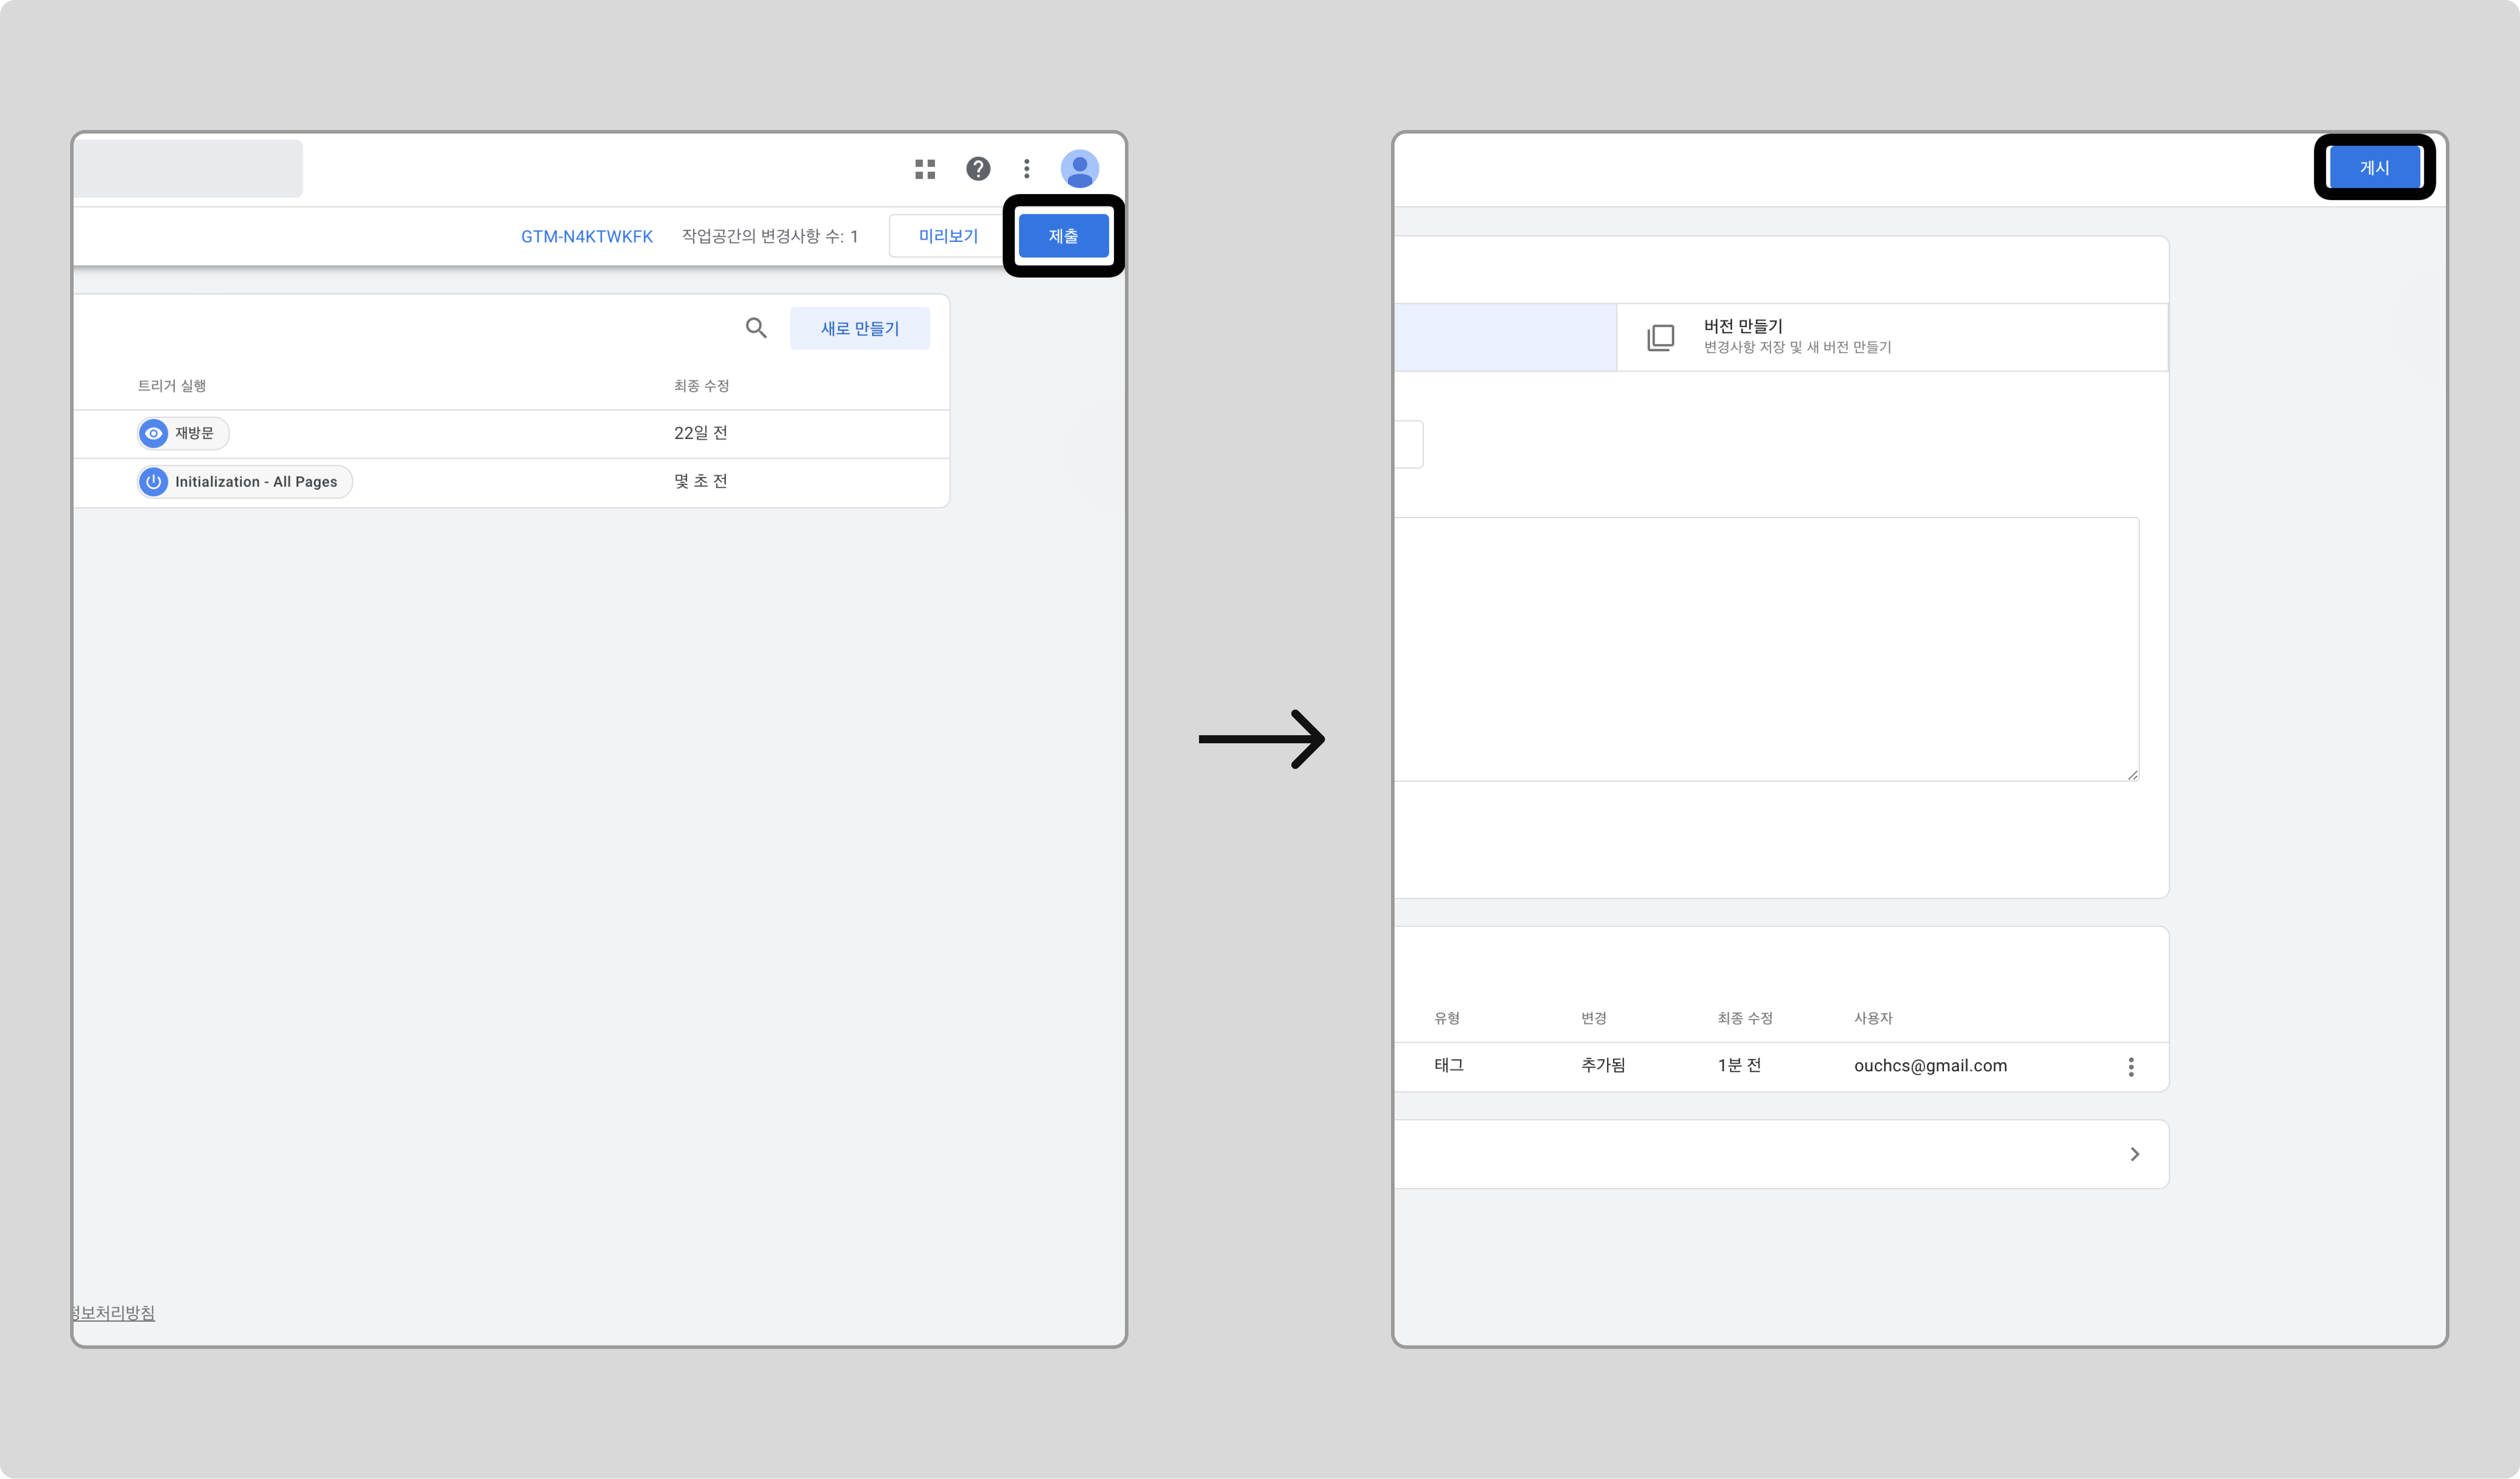 GTM-N4KTWKFK 작업공간의 변경사항 수: 1 미리보기 제출
새로 만들기
트리거 실행 최종 수정
재방문 22일 전
Initialization - All Pages 몇 초 전
정보처리방침
게시
버전 만들기
변경사항 저장 및 새 버전 만들기
유형 변경 최종 수정 사용자
태그 추가됨 1분 전 ouchcs@gmail.com